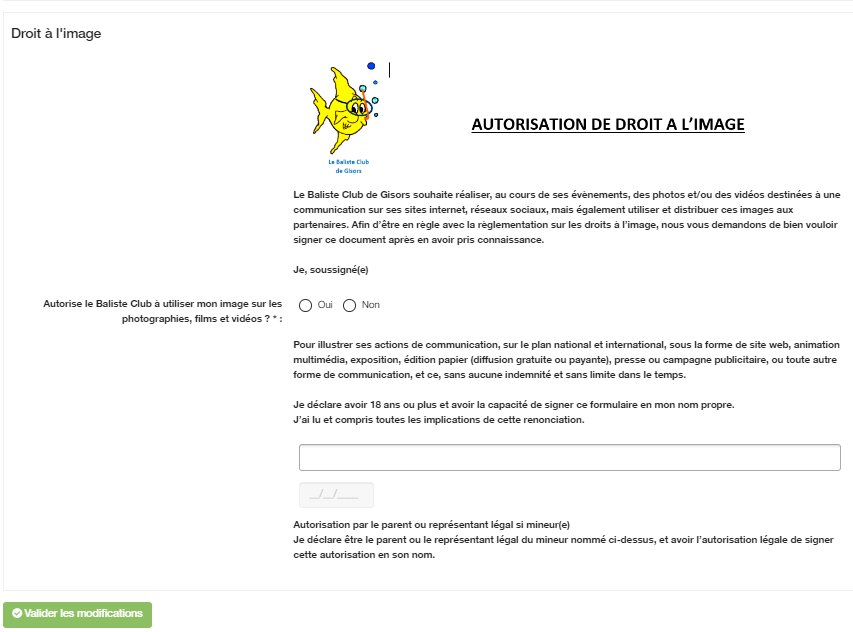 Droit à l'image
Le Baliste Club
de Gisors
AUTORISATION DE DROIT A L’IMAGE
Le Baliste Club de Gisors souhaite réaliser, au cours de ses évènements, des photos et/ou des vidéos destinées à une
communication sur ses sites internet, réseaux sociaux, mais également utiliser et distribuer ces images aux
partenaires. Afin d’être en règle avec la règlementation sur les droits à l’image, nous vous demandons de bien vouloir
signer ce document après en avoir pris connaissance.
Je, soussigné(e)
Autorise le Baliste Club à utiliser mon image sur les
photographies, films et vidéos ? * :
Oui Non
Pour illustrer ses actions de communication, sur le plan national et international, sous la forme de site web, animation
multimédia, exposition, édition papier (diffusion gratuite ou payante), presse ou campagne publicitaire, ou toute autre
forme de communication, et ce, sans aucune indemnité et sans limite dans le temps.
Je déclare avoir 18 ans ou plus et avoir la capacité de signer ce formulaire en mon nom propre.
J’ai lu et compris toutes les implications de cette renonciation.
__/__/____
Autorisation par le parent ou représentant légal si mineur(e)
Je déclare être le parent ou le représentant légal du mineur nommé ci-dessus, et avoir l’autorisation légale de signer
cette autorisation en son nom.
Valider les modifications